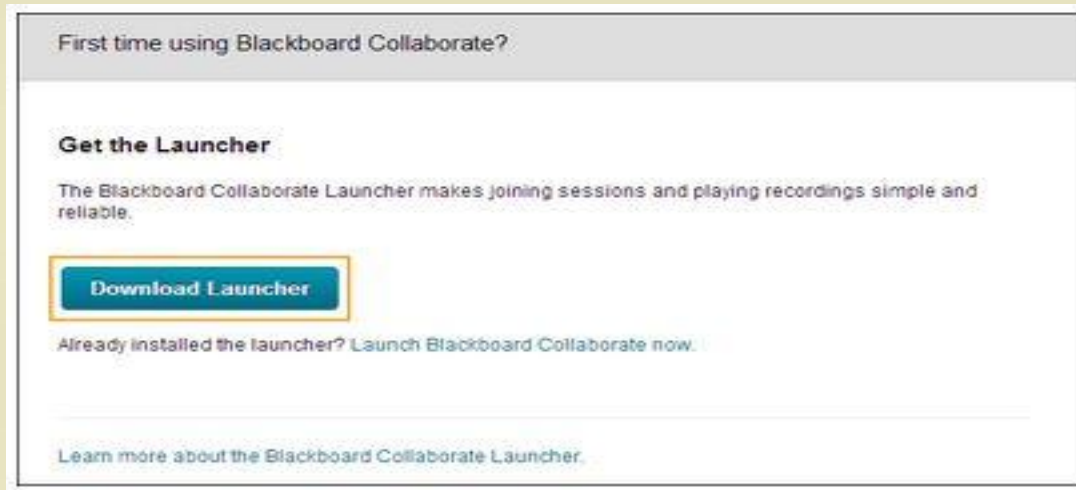 First time using Blackboard Collaborate?
Get the Launcher
The Blackboard Collaborate Launcher makes joining sessions and playing recordings simple and
reliable.
Download Launcher
Already installed the launcher? Launch Blackboard Collaborate now.
Learn more about the Blackboard Collaborate Launcher.